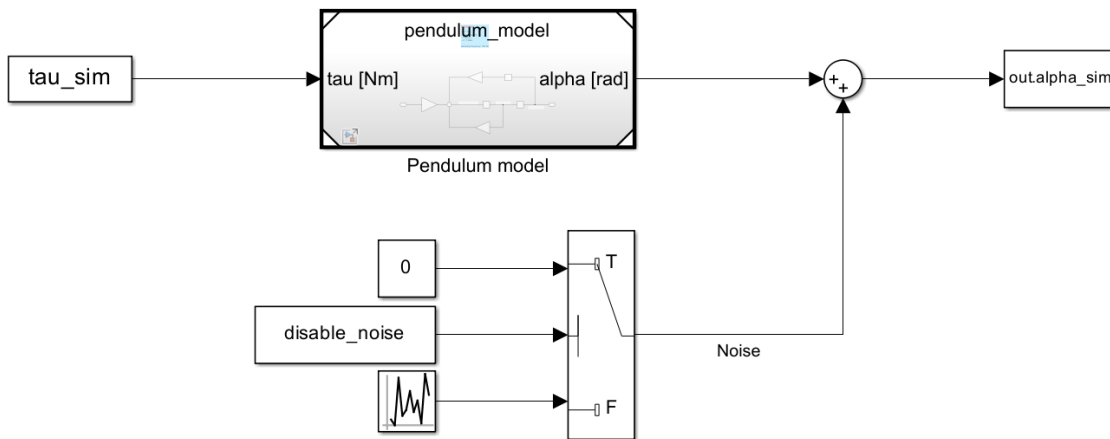 pendulum_model
tau_sim
tau [Nm]
alpha [rad]
+
+
out.alpha_sim
Pendulum model
0
T
disable_noise
Noise
F